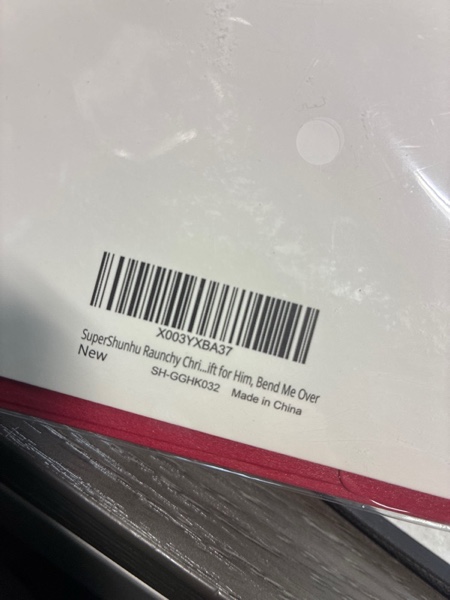 X003YXBA37
SuperShunhu Raunchy Chri...ift for Him, Bend Me Over
New
SH-GGHK032 Made in China